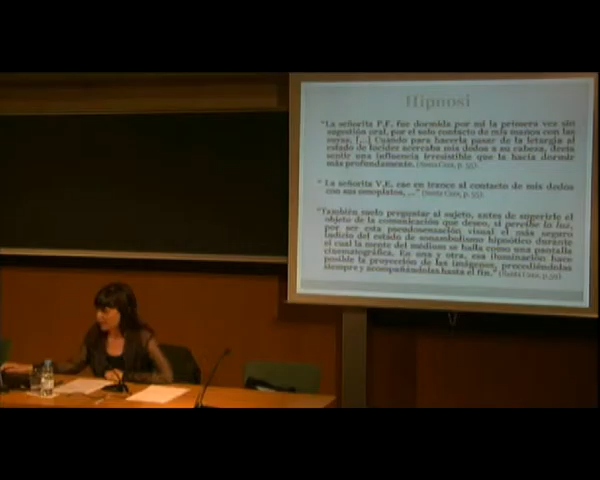 Hipnosi
"La señorita P.F. fue dormida por mí la primera vez sin
sugestión oral, por el solo contacto de mis manos con las
suyas. [...] Cuando para hacerla pasar de la letargia al
estado de lucidez acercaba mis dedos a su cabeza, decía
sentir una influencia irresistible que la hacía dormir
más profundamente. p. 55).
" La señorita V.E. cae en trance al contacto de mis dedos
con sus omoplatos, ..." p. 55).
"También suelo preguntar al sujeto, antes de sugerirle el
objeto de la comunicación que deseo, si percibe la luz,
por ser esta pseudosensación visual el más seguro
indicio del estado de sonambulismo hipnótico durante
el cual la mente del médium se halla como una pantalla
cinematográfica. En una y otra, esa iluminación hace
posible la proyección de las imágenes, precediéndolas
siempre y acompañándolas hasta el fin."